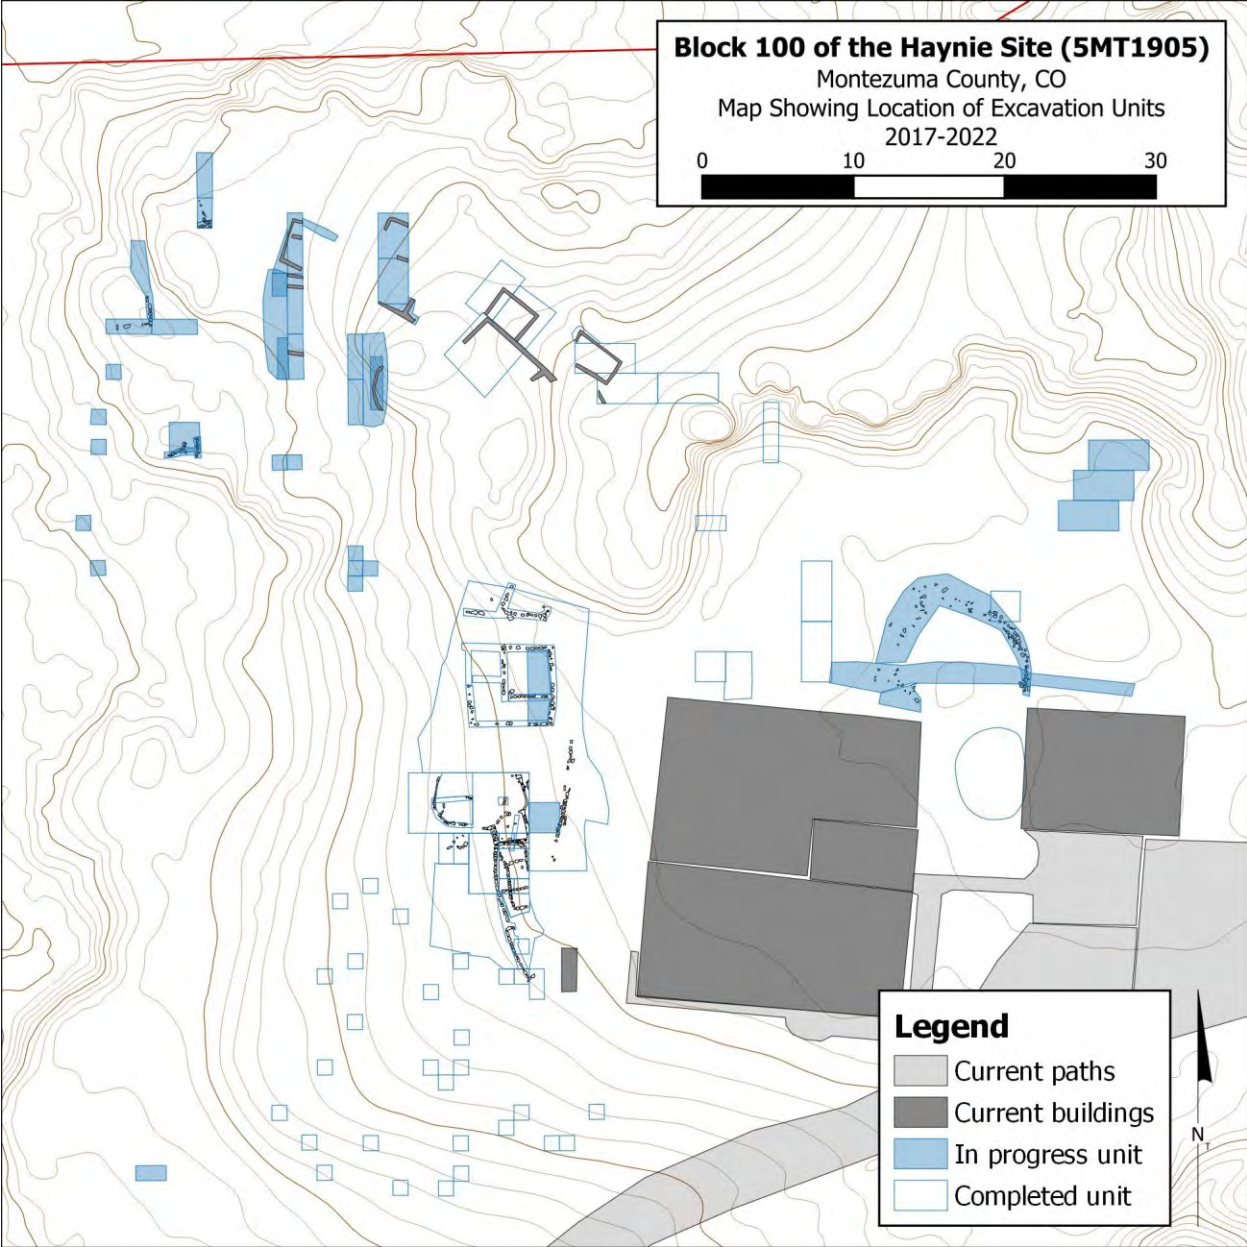 Block 100 of the Haynie Site (5MT1905)
Montezuma County, CO
Map Showing Location of Excavation Units
2017-2022
0 10 20 30
Legend
Current paths
Current buildings
In progress unit
Completed unit
N
T